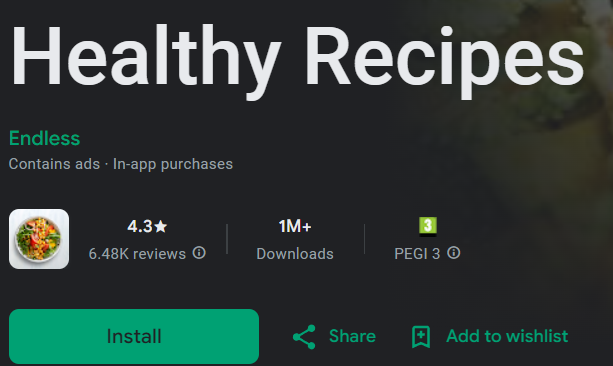 Healthy Recipes
Endless
Contains ads · In-app purchases
4.3★ 1M+ 3
6.48K reviews Downloads PEGI 3
Install Share Add to wishlist